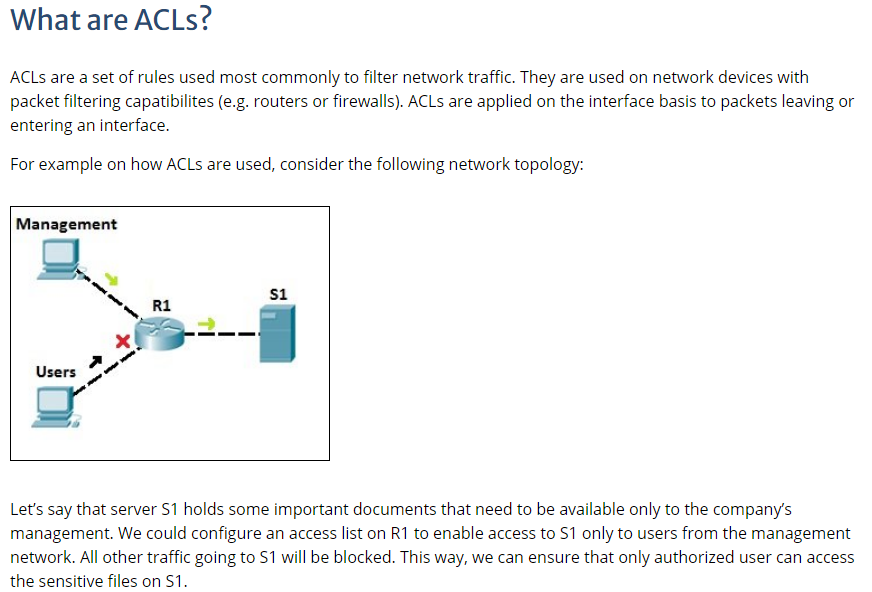 What are ACLs?
ACLs are a set of rules used most commonly to filter network traffic. They are used on network devices with
packet filtering capatibilites (e.g. routers or firewalls). ACLs are applied on the interface basis to packets leaving or
entering an interface.
For example on how ACLs are used, consider the following network topology:
Management
S1
R1
Users
Let’s say that server S1 holds some important documents that need to be available only to the company’s
management. We could configure an access list on R1 to enable access to S1 only to users from the management
network. All other traffic going to S1 will be blocked. This way, we can ensure that only authorized user can access
the sensitive files on S1.